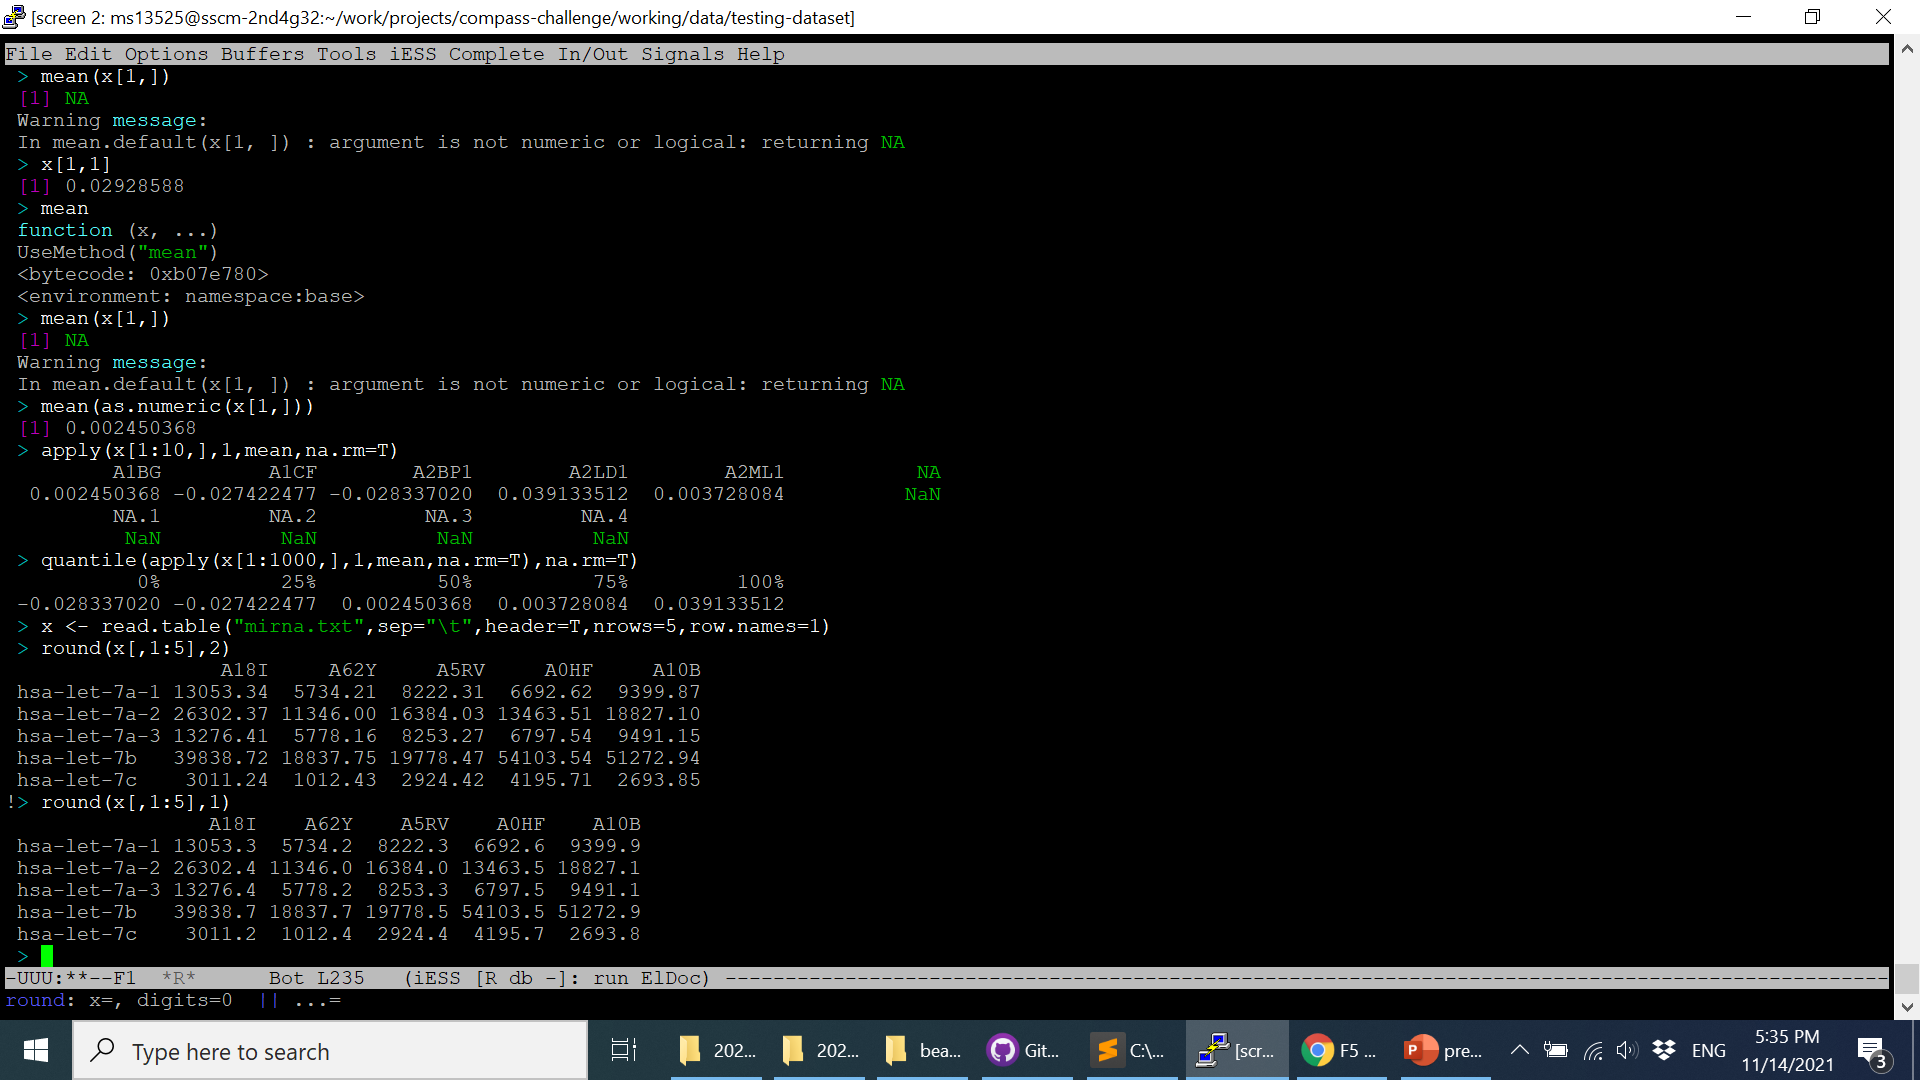 [screen 2: ms13525@sscm-2nd4g32:~/work/projects/compass-challenge/working/data/testing-dataset]
File Edit Options Buffers Tools iESS Complete In/Out Signals Help
> mean(x[1,])
[1] NA
Warning message:
In mean.default(x[1, ]) : argument is not numeric or logical: returning NA
> x[1,1]
[1] 0.02928588
> mean
function (x, ...)
UseMethod("mean")
<bytecode: 0xb07e780>
<environment: namespace:base>
> mean(x[1,])
[1] NA
Warning message:
In mean.default(x[1, ]) : argument is not numeric or logical: returning NA
> mean(as.numeric(x[1,]))
[1] 0.002450368
> apply(x[1:10,],1,mean,na.rm=T)
A1BG A1CF A2BP1 A2LD1 A2ML1 NA
0.002450368 -0.027422477 -0.028337020 0.039133512 0.003728084 NaN
NA.1 NA.2 NA.3 NA.4
NaN NaN NaN NaN
> quantile(apply(x[1:1000,],1,mean,na.rm=T),na.rm=T)
0% 25% 50% 75% 100%
-0.028337020 -0.027422477 0.002450368 0.003728084 0.039133512
> x <- read.table("mirna.txt",sep="\t",header=T,nrows=5,row.names=1)
> round(x[,1:5],2)
A18I A62Y A5RV A0HF A10B
hsa-let-7a-1 13053.34 5734.21 8222.31 6692.62 9399.87
hsa-let-7a-2 26302.37 11346.00 16384.03 13463.51 18827.10
hsa-let-7a-3 13276.41 5778.16 8253.27 6797.54 9491.15
hsa-let-7b 39838.72 18837.75 19778.47 54103.54 51272.94
hsa-let-7c 3011.24 1012.43 2924.42 4195.71 2693.85
!> round(x[,1:5],1)
A18I A62Y A5RV A0HF A10B
hsa-let-7a-1 13053.3 5734.2 8222.3 6692.6 9399.9
hsa-let-7a-2 26302.4 11346.0 16384.0 13463.5 18827.1
hsa-let-7a-3 13276.4 5778.2 8253.3 6797.5 9491.1
hsa-let-7b 39838.7 18837.7 19778.5 54103.5 51272.9
hsa-let-7c 3011.2 1012.4 2924.4 4195.7 2693.8
>
-UUU:**--F1 *R* Bot L235 (iESS [R db -]: run ElDoc) ----------------------------------------------------------------
round: x=, digits=0 || ...=
Type here to search 202... 202... bea... Git... C:\... [scr... F5 ... pre... ENG 5:35 PM
11/14/2021 3